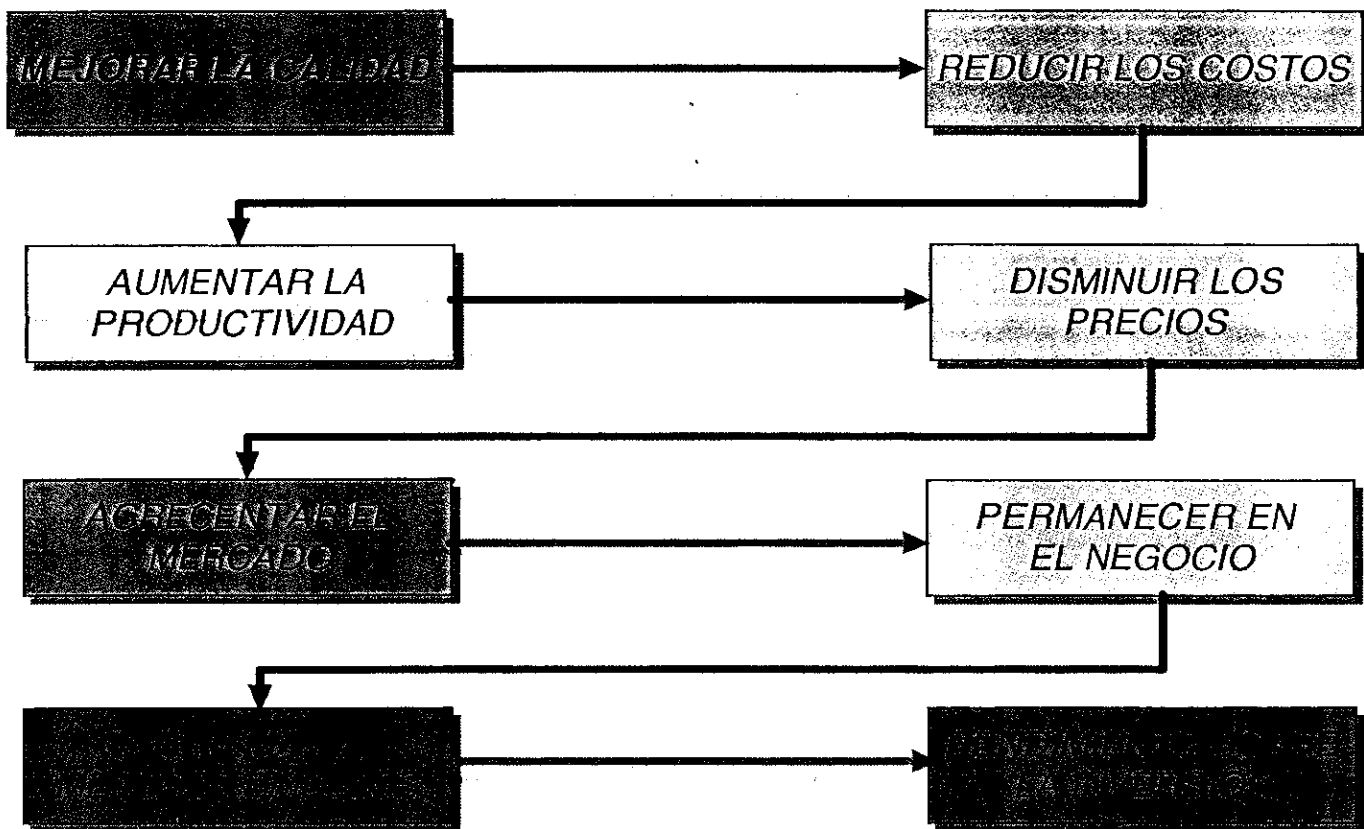 MEJORAR LA CALIDAD
REDUCIR LOS COSTOS
AUMENTAR LA
PRODUCTIVIDAD
DISMINUIR LOS
PRECIOS
ACRECENTAR EL
MERCADO
PERMANECER EN
EL NEGOCIO